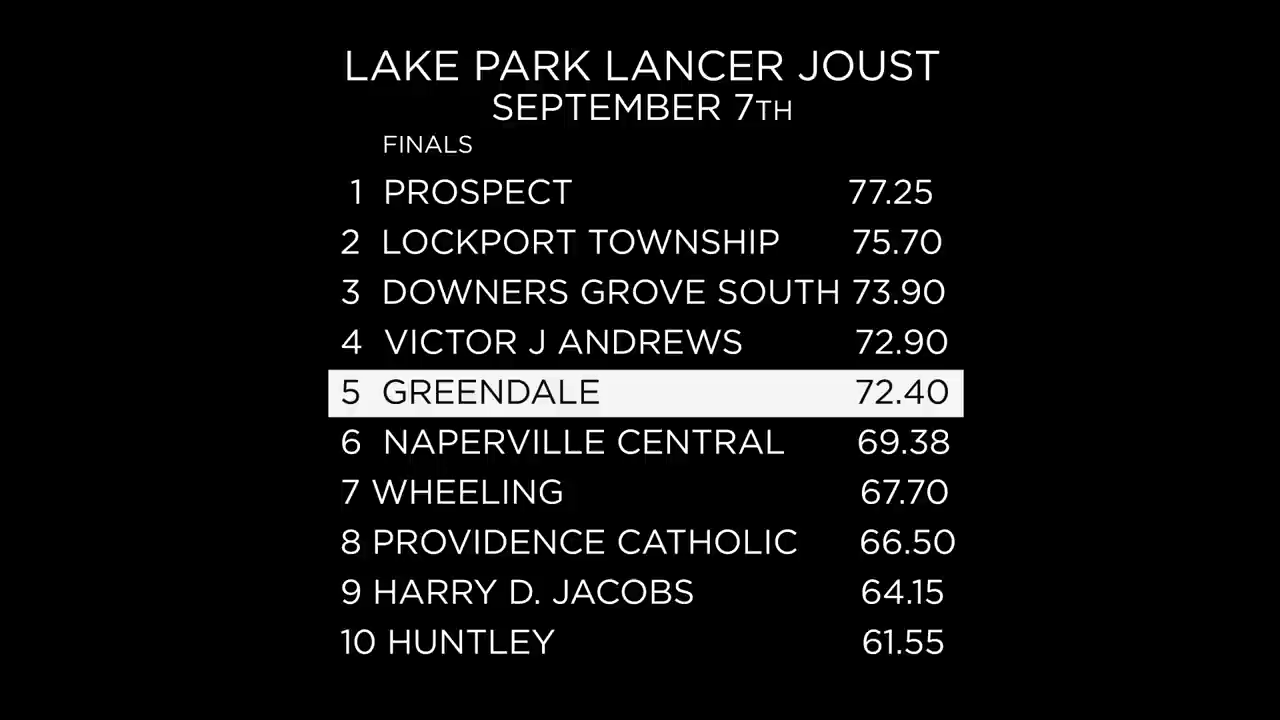 LAKE PARK LANCER JOUST
SEPTEMBER 7TH
FINALS
1 PROSPECT 77.25
2 LOCKPORT TOWNSHIP 75.70
3 DOWNERS GROVE SOUTH 73.90
4 VICTOR J ANDREWS 72.90
5 GREENDALE 72.40
6 NAPERVILLE CENTRAL 69.38
7 WHEELING 67.70
8 PROVIDENCE CATHOLIC 66.50
9 HARRY D. JACOBS 64.15
10 HUNTLEY 61.55